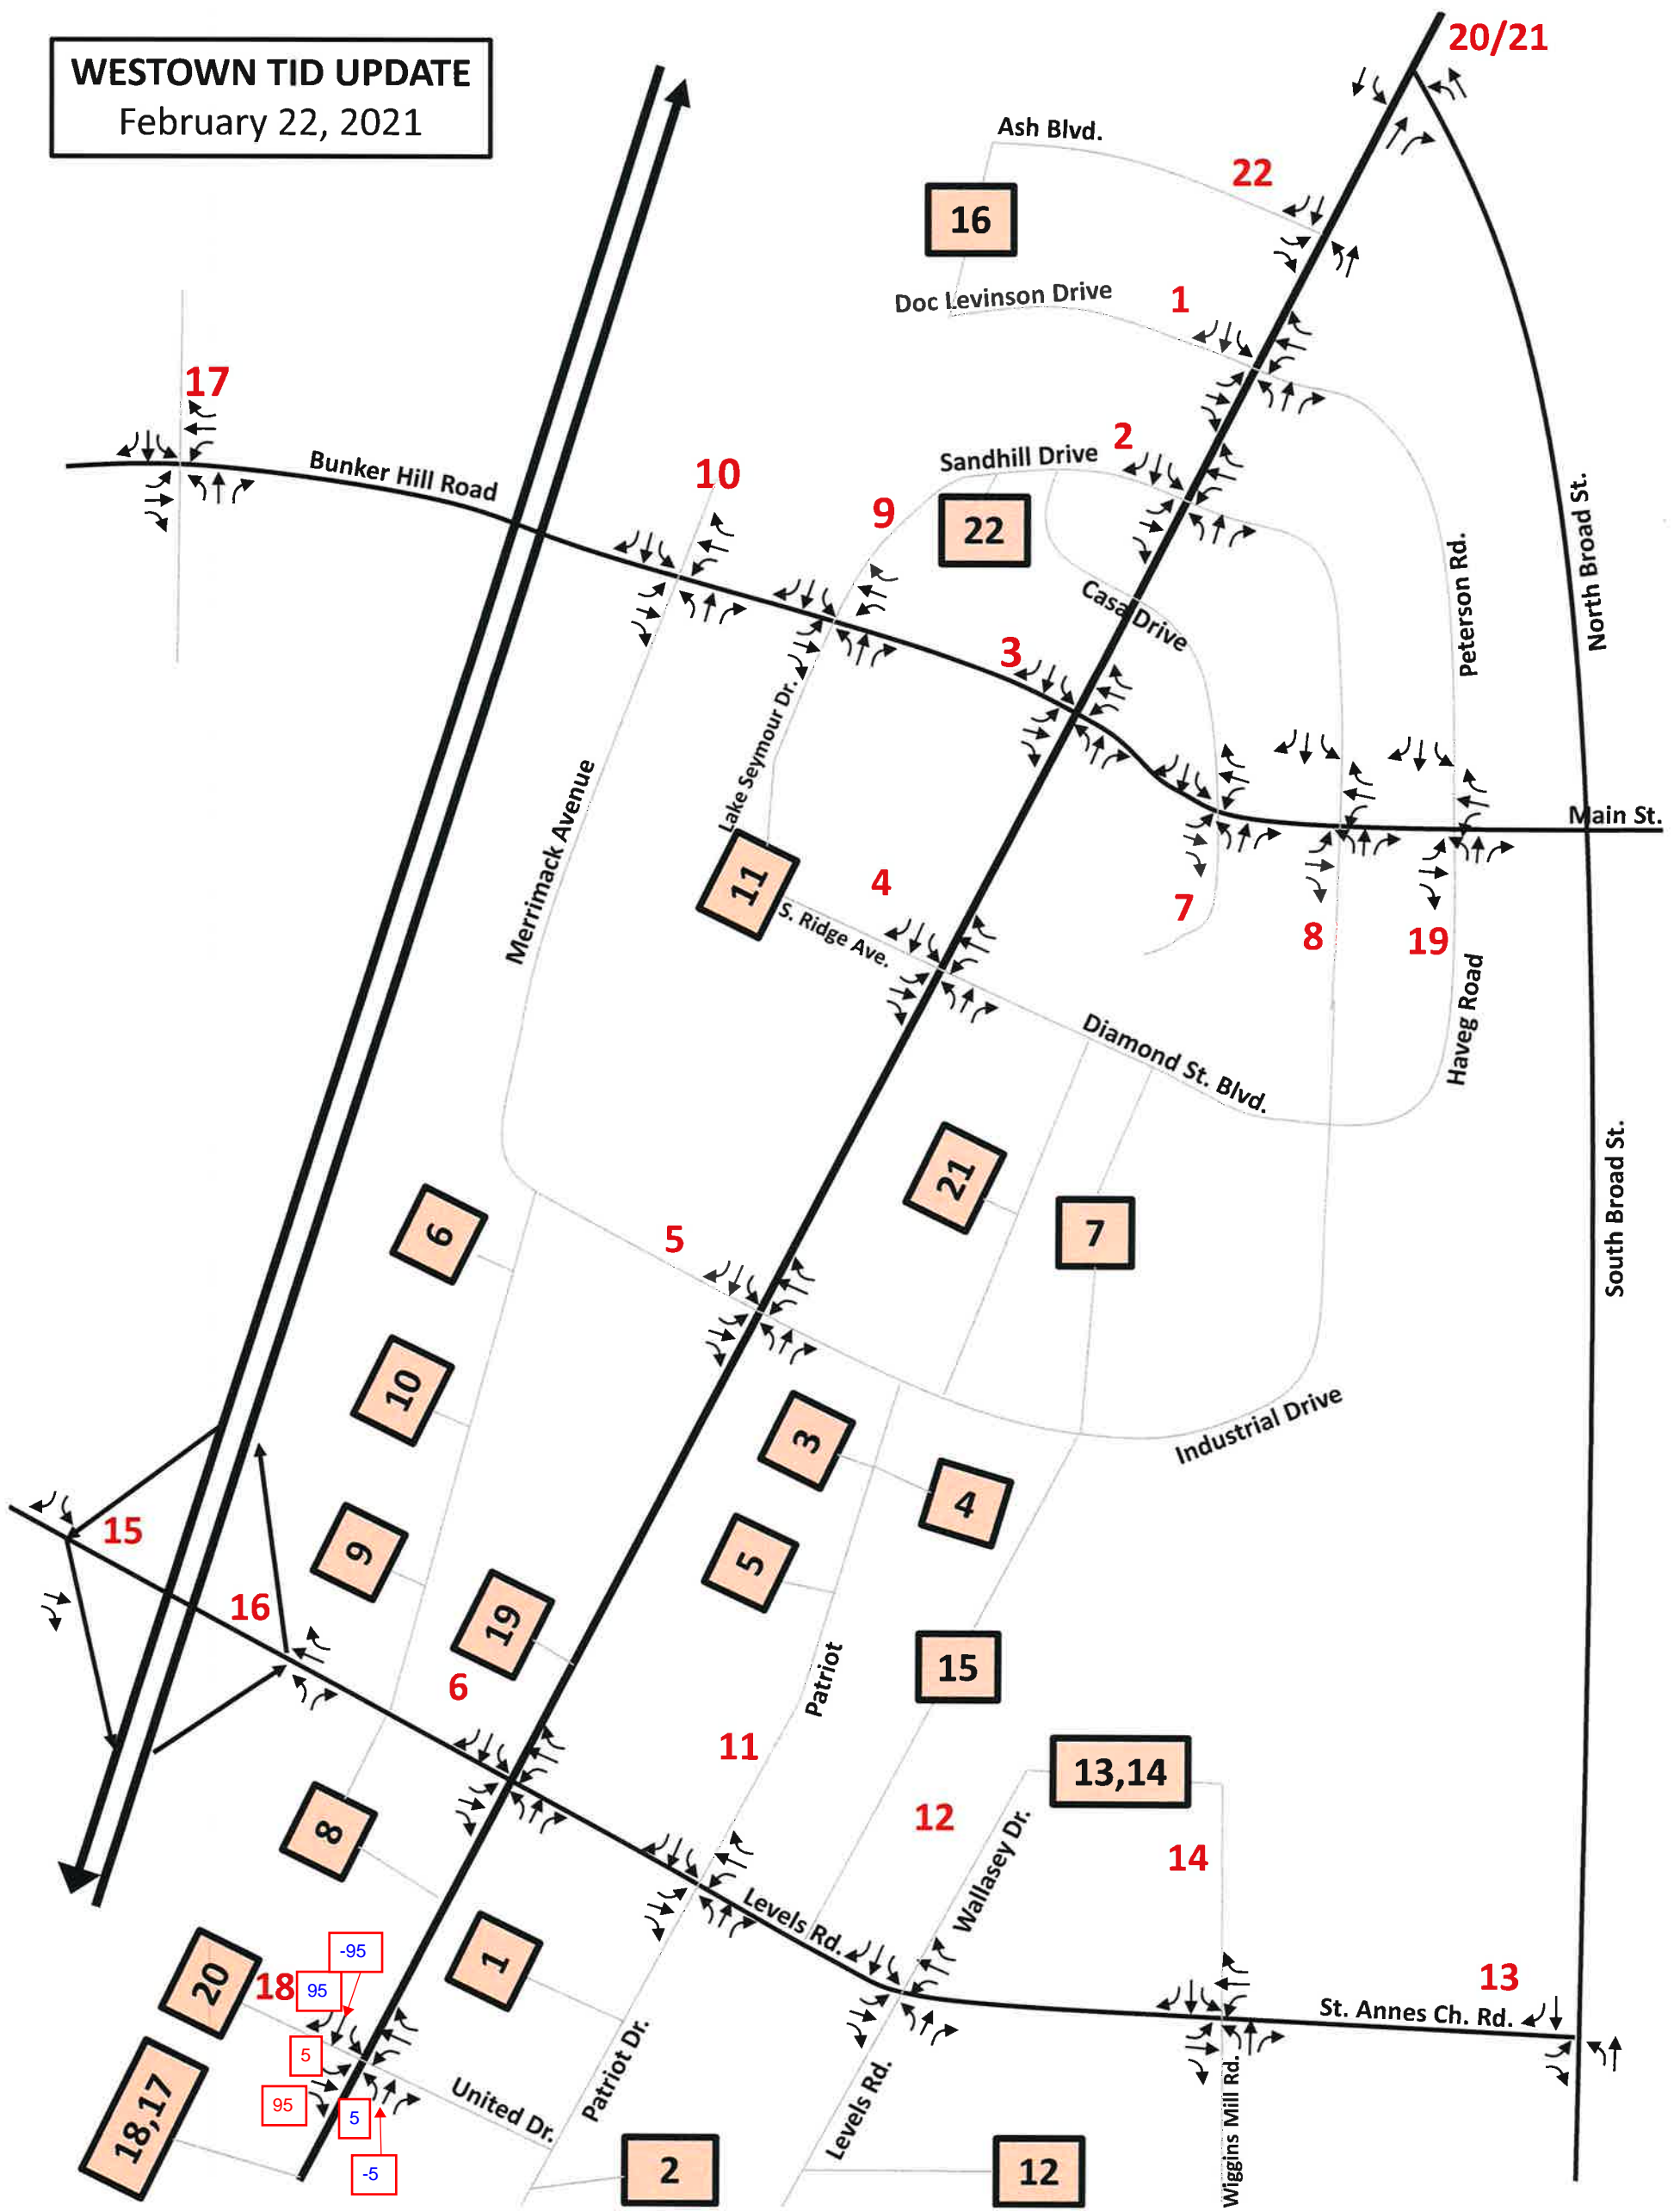 WESTOWN TID UPDATE
February 22, 2021
20/21
Ash Blvd.
22
16
Doc Levinson Drive
1
17
Bunker Hill Road
10
Sandhill Drive
2
9
22
Casa Drive
Peterson Rd.
North Broad St.
3
Merrimack Avenue
Lake Seymour Dr.
Main St.
11
S. Ridge Ave.
4
7
8
19
Diamond St. Blvd.
Haveg Road
South Broad St.
6
5
21
7
10
3
4
Industrial Drive
15
9
5
16
19
6
Patriot
15
11
13,14
12
Wallasey Dr.
14
8
Levels Rd.
1
20
18
-95
95
13
St. Annes Ch. Rd.
5
95
5
-5
18,17
United Dr.
Patriot Dr.
2
Levels Rd.
12
Wiggins Mill Rd.